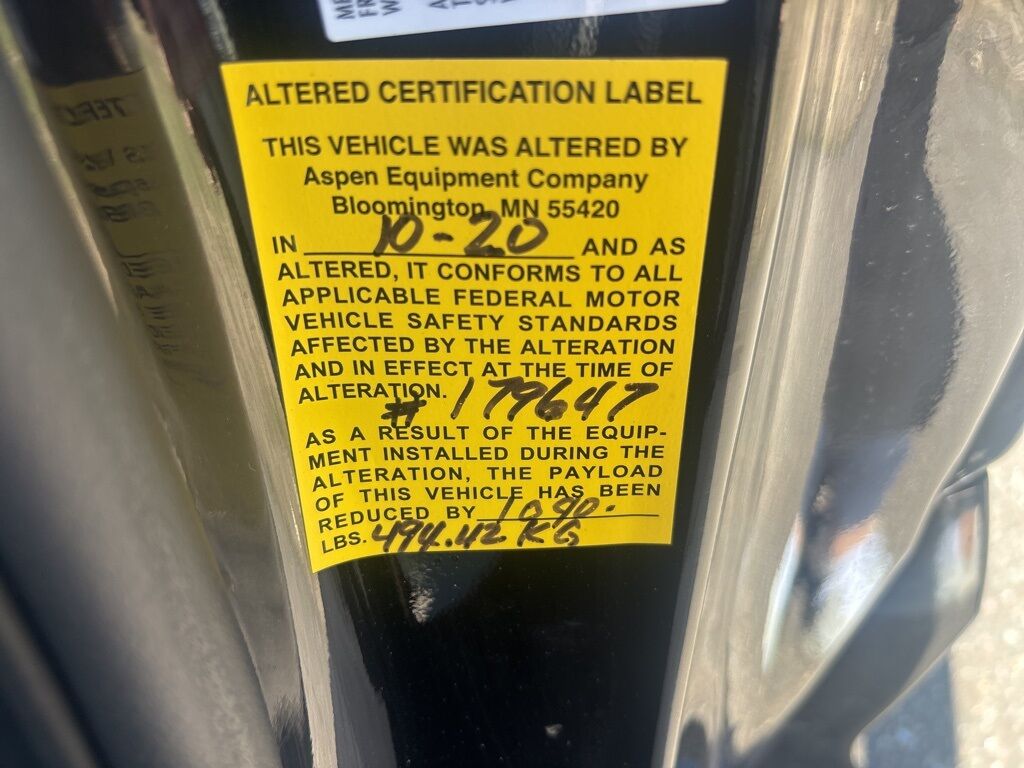 ALTERED CERTIFICATION LABEL
THIS VEHICLE WAS ALTERED BY
Aspen Equipment Company
Bloomington, MN 55420
IN 10-20 AND AS
ALTERED, IT CONFORMS TO ALL
APPLICABLE FEDERAL MOTOR
VEHICLE SAFETY STANDARDS
AFFECTED BY THE ALTERATION
AND IN EFFECT AT THE TIME OF
ALTERATION. # 179647
AS A RESULT OF THE EQUIP-
MENT INSTALLED DURING THE
ALTERATION, THE PAYLOAD
OF THIS VEHICLE HAS BEEN
REDUCED BY 1090.
LBS. 494.42 KG